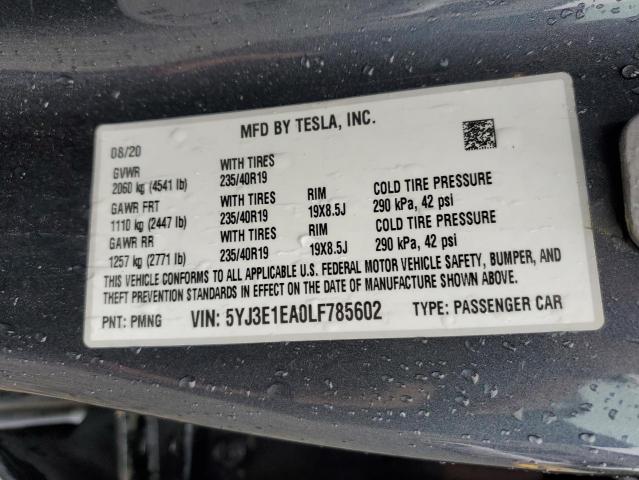 MFD BY TESLA, INC.
08/20
GVWR WITH TIRES
2060 kg (4541 lb) 235/40R19
GAWR FRT WITH TIRES RIM COLD TIRE PRESSURE
1110 kg (2447 lb) 235/40R19 19X8.5J 290 kPa, 42 psi
GAWR RR WITH TIRES RIM COLD TIRE PRESSURE
1257 kg (2771 lb) 235/40R19 19X8.5J 290 kPa, 42 psi
THIS VEHICLE CONFORMS TO ALL APPLICABLE U.S. FEDERAL MOTOR VEHICLE SAFETY, BUMPER, AND
THEFT PREVENTION STANDARDS IN EFFECT ON THE DATE OF MANUFACTURE SHOWN ABOVE.
PNT: PMNG VIN: 5YJ3E1EA0LF785602 TYPE: PASSENGER CAR